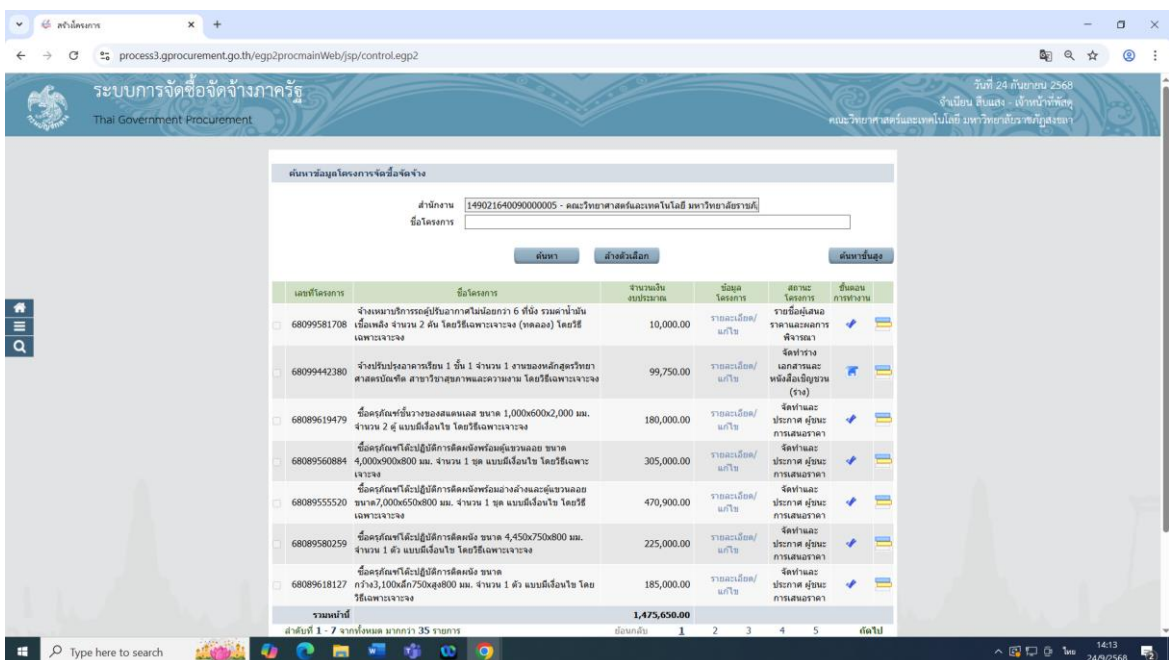 สร้างโครงการ
process3.gprocurement.go.th/egp2procmainWeb/jsp/control.egp2
ระบบการจัดซื้อจัดจ้างภาครัฐ
Thai Government Procurement
วันที่ 24 กันยายน 2568
จำเนียน สืบแสง - เจ้าหน้าที่พัสดุ
คณะวิทยาศาสตร์และเทคโนโลยี มหาวิทยาลัยราชภัฏสงขลา
ค้นหาข้อมูลโครงการจัดซื้อจัดจ้าง
สำนักงาน 149021640090000005 - คณะวิทยาศาสตร์และเทคโนโลยี มหาวิทยาลัยราชภั
ชื่อโครงการ
ค้นหา ล้างตัวเลือก ค้นหาขั้นสูง
เลขที่โครงการ ชื่อโครงการ จำนวนเงิน งบประมาณ ข้อมูล โครงการ สถานะ โครงการ ขั้นตอน การทำงาน
จ้างเหมาบริการรถตู้ปรับอากาศไม่น้อยกว่า 6 ที่นั่ง รวมค่าน้ำมัน รายชื่อผู้เสนอ
68099581708 เชื้อเพลิง จำนวน 2 คัน โดยวิธีเฉพาะเจาะจง (ทดลอง) โดยวิธี 10,000.00 รายละเอียด/ แก้ไข ราคาและผลการ
เฉพาะเจาะจง พิจารณา
จัดทำร่าง
68099442380 จ้างปรับปรุงอาคารเรียน 1 ชั้น 1 จำนวน 1 งานของหลักสูตรวิทยา 99,750.00 รายละเอียด/ เอกสารและ
ศาสตรบัณฑิต สาขาวิชาสุขภาพและความงาม โดยวิธีเฉพาะเจาะจง แก้ไข หนังสือเชิญชวน
(ร่าง)
จัดทำและ
68089619479 ซื้อครุภัณฑ์ชั้นวางของสแตนเลส ขนาด 1,000x600x2,000 มม. 180,000.00 รายละเอียด/ ประกาศ ผู้ชนะ
จำนวน 2 ตู้ แบบมีเงื่อนไข โดยวิธีเฉพาะเจาะจง แก้ไข การเสนอราคา
ซื้อครุภัณฑ์โต๊ะปฏิบัติการติดผนังพร้อมตู้แขวนลอย ขนาด จัดทำและ
68089560884 4,000x900x800 มม. จำนวน 1 ชุด แบบมีเงื่อนไข โดยวิธีเฉพาะ 305,000.00 รายละเอียด/ แก้ไข ประกาศ ผู้ชนะ
เจาะจง การเสนอราคา
ซื้อครุภัณฑ์โต๊ะปฏิบัติการติดผนังพร้อมอ่างล้างและตู้แขวนลอย จัดทำและ
68089555520 ขนาด7,000x650x800 มม. จำนวน 1 ชุด แบบมีเงื่อนไข โดยวิธี 470,900.00 รายละเอียด/ แก้ไข ประกาศ ผู้ชนะ
เฉพาะเจาะจง การเสนอราคา
จัดทำและ
68089580259 ซื้อครุภัณฑ์โต๊ะปฏิบัติการติดผนัง ขนาด 4,450x750x800 มม. 225,000.00 รายละเอียด/ ประกาศ ผู้ชนะ
จำนวน 1 ตัว แบบมีเงื่อนไข โดยวิธีเฉพาะเจาะจง แก้ไข การเสนอราคา
ซื้อครุภัณฑ์โต๊ะปฏิบัติการติดผนัง ขนาด จัดทำและ
68089618127 กว้าง3,100xลึก750xสูง800 มม. จำนวน 1 ตัว แบบมีเงื่อนไข โดย 185,000.00 รายละเอียด/ แก้ไข ประกาศ ผู้ชนะ
วิธีเฉพาะเจาะจง การเสนอราคา
รวมหน้านี้ 1,475,650.00
ลำดับที่ 1 - 7 จากทั้งหมด มากกว่า 35 รายการ ย้อนกลับ 1 2 3 4 5 ถัดไป
Type here to search ไทย 14:13
24/9/2568